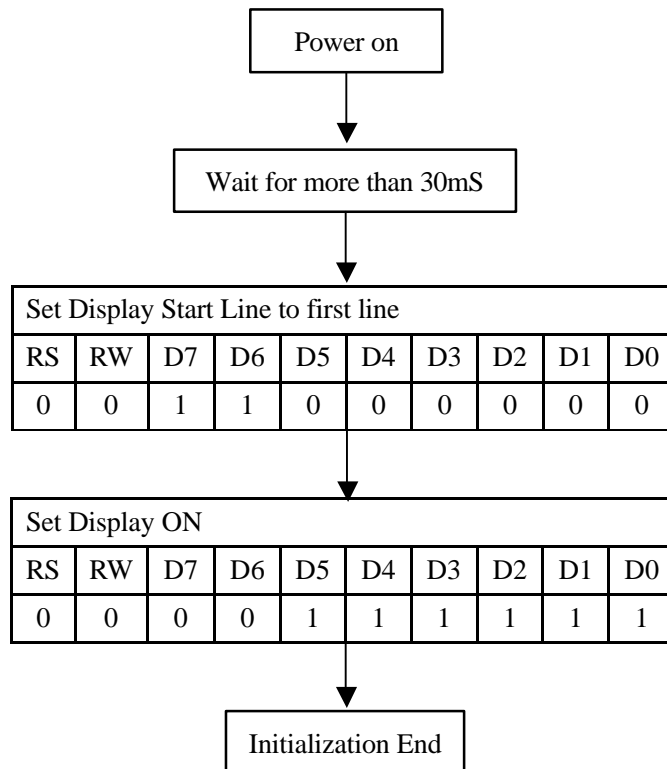 Power on
Wait for more than 30mS
Set Display Start Line to first line
RS RW D7 D6 D5 D4 D3 D2 D1 D0
0 0 1 1 0 0 0 0 0 0
Set Display ON
RS RW D7 D6 D5 D4 D3 D2 D1 D0
0 0 0 0 1 1 1 1 1 1
Initialization End